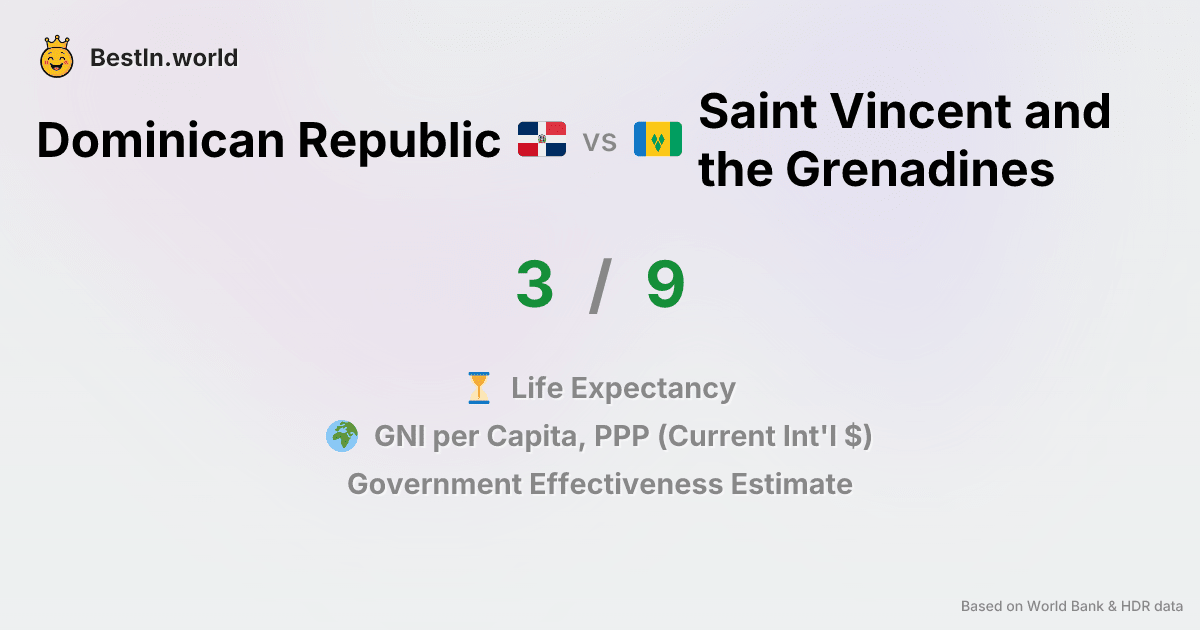 BestIn.world
Dominican Republic vs Saint Vincent and
the Grenadines
3 / 9
Life Expectancy
GNI per Capita, PPP (Current Int'l $)
Government Effectiveness Estimate
Based on World Bank & HDR data